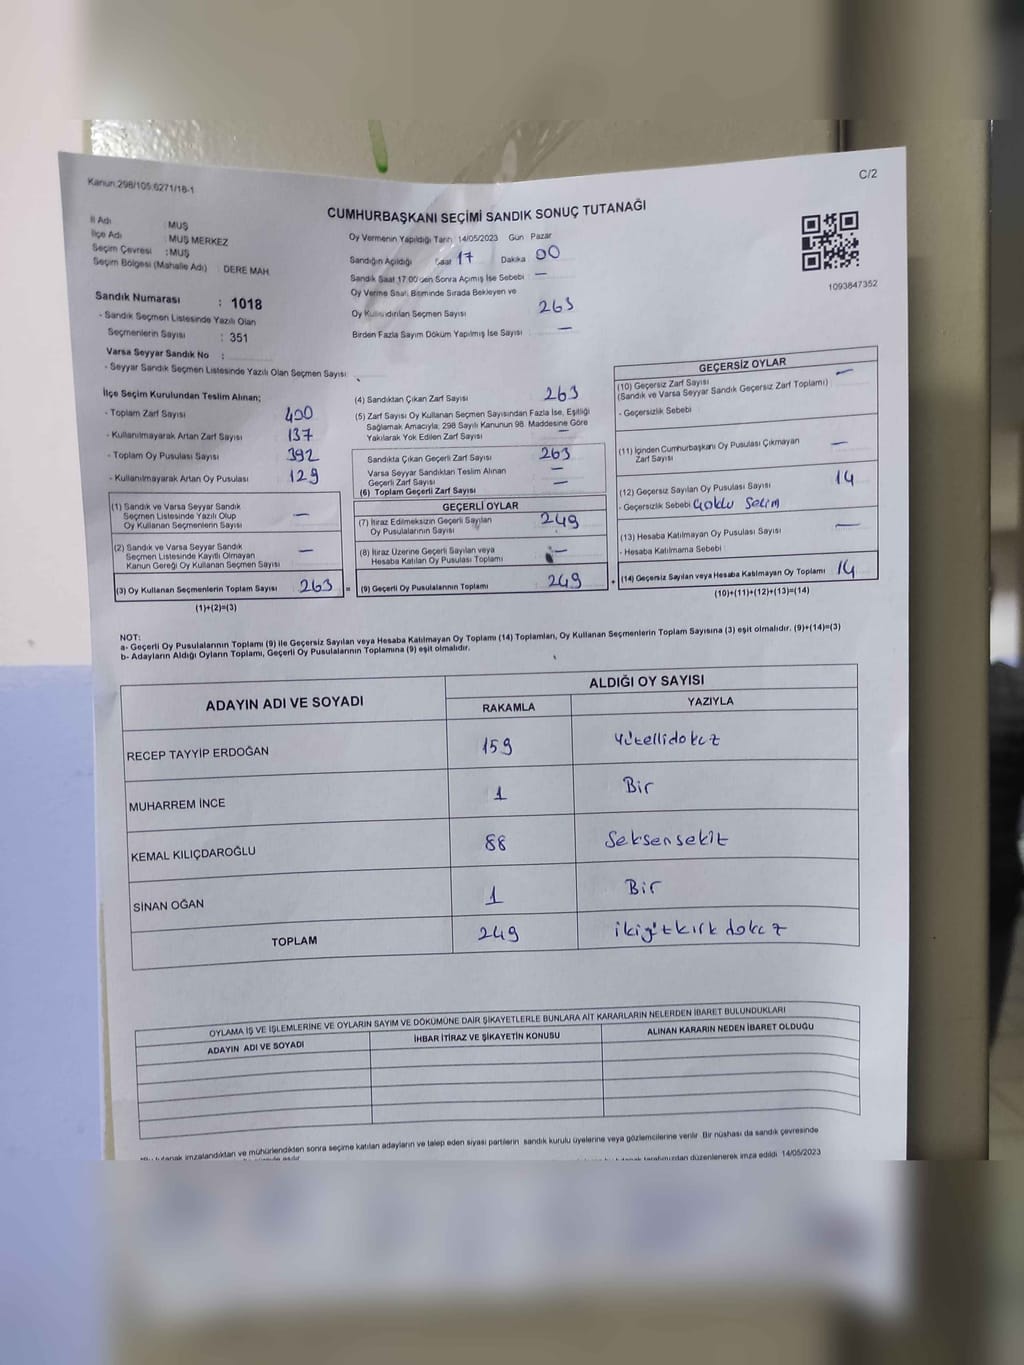 Kanun:298/105.6271/18-1
C/2
CUMHURBAŞKANI SEÇİMİ SANDIK SONUÇ TUTANAĞI
İl Adı : MUŞ
İlçe Adı : MUŞ MERKEZ
Seçim Çevresi : MUŞ
Seçim Bölgesi (Mahalle Adı) : DERE MAH.
Sandık Numarası : 1018
- Sandık Seçmen Listesinde Yazılı Olan
Seçmenlerin Sayısı : 351
Varsa Seyyar Sandık No :
- Seyyar Sandık Seçmen Listesinde Yazılı Olan Seçmen Sayısı:
Oy Vermenin Yapıldığı Tarih 14/05/2023 Gün Pazar
Sandığın Açıldığı Saat 17 Dakika 00
Sandık Saat 17:00'den Sonra Açımış İse Sebebi —
Oy Verme Saati Bitiminde Sırada Bekleyen ve
Oy Kullandırılan Seçmen Sayısı 263
Birden Fazla Sayım Döküm Yapılmış İse Sayısı —
1093847352
İlçe Seçim Kurulundan Teslim Alınan;
- Toplam Zarf Sayısı 400
- Kullanılmayarak Artan Zarf Sayısı 137
- Toplam Oy Pusulası Sayısı 392
- Kullanılmayarak Artan Oy Pusulası 129
(1) Sandık ve Varsa Seyyar Sandık
Seçmen Listesinde Yazılı Olup
Oy Kullanan Seçmenlerin Sayısı —
(2) Sandık ve Varsa Seyyar Sandık
Seçmen Listesinde Kayıtlı Olmayan
Kanun Gereği Oy Kullanan Seçmen Sayısı —
(3) Oy Kullanan Seçmenlerin Toplam Sayısı 263 =
(1)+(2)=(3)
(4) Sandıktan Çıkan Zarf Sayısı 263
(5) Zarf Sayısı Oy Kullanan Seçmen Sayısından Fazla İse, Eşitliği
Sağlamak Amacıyla, 298 Sayılı Kanunun 98. Maddesine Göre
Yakılarak Yok Edilen Zarf Sayısı —
Sandıkta Çıkan Geçerli Zarf Sayısı 263
Varsa Seyyar Sandıktan Teslim Alınan
Geçerli Zarf Sayısı —
(6) Toplam Geçerli Zarf Sayısı —
GEÇERLİ OYLAR
(7) İtiraz Edilmeksizin Geçerli Sayılan
Oy Pusulalarının Sayısı 249
(8) İtiraz Üzerine Geçerli Sayılan veya
Hesaba Katılan Oy Pusulası Toplamı —
(9) Geçerli Oy Pusulalarının Toplamı 249 +
GEÇERSİZ OYLAR
(10) Geçersiz Zarf Sayısı —
(Sandık ve Varsa Seyyar Sandık Geçersiz Zarf Toplamı)
- Geçersizlik Sebebi
(11) İçinden Cumhurbaşkanı Oy Pusulası Çıkmayan
Zarf Sayısı —
(12) Geçersiz Sayılan Oy Pusulası Sayısı 14
- Geçersizlik Sebebi Çoklu Seçim
(13) Hesaba Katılmayan Oy Pusulası Sayısı —
- Hesaba Katılmama Sebebi
(14) Geçersiz Sayılan veya Hesaba Katılmayan Oy Toplamı 14
(10)+(11)+(12)+(13)=(14)
NOT:
a- Geçerli Oy Pusulalarının Toplamı (9) ile Geçersiz Sayılan veya Hesaba Katılmayan Oy Toplamı (14) Toplamları, Oy Kullanan Seçmenlerin Toplam Sayısına (3) eşit olmalıdır. (9)+(14)=(3)
b- Adayların Aldığı Oyların Toplamı, Geçerli Oy Pusulalarının Toplamına (9) eşit olmalıdır.
ADAYIN ADI VE SOYADI ALDIĞI OY SAYISI
RAKAMLA YAZIYLA
RECEP TAYYİP ERDOĞAN 159 Yüzellidokuz
MUHARREM İNCE 1 Bir
KEMAL KILIÇDAROĞLU 88 Seksensekiz
SİNAN OĞAN 1 Bir
TOPLAM 249 ikiyüzkırkdokuz
OYLAMA İŞ VE İŞLEMLERİNE VE OYLARIN SAYIM VE DÖKÜMÜNE DAİR ŞİKAYETLERLE BUNLARA AİT KARARLARIN NELERDEN İBARET BULUNDUKLARI
ADAYIN ADI VE SOYADI İHBAR İTİRAZ VE ŞİKAYETİN KONUSU ALINAN KARARIN NEDEN İBARET OLDUĞU
tutanak imzalandıktan ve mühürlendikten sonra seçime katılan adayların ve talep eden siyasi partilerin sandık kurulu üyelerine veya gözlemcilerine verilir. Bir nüshası da sandık çevresinde
tarafımızdan düzenlenerek imza edildi. 14/05/2023